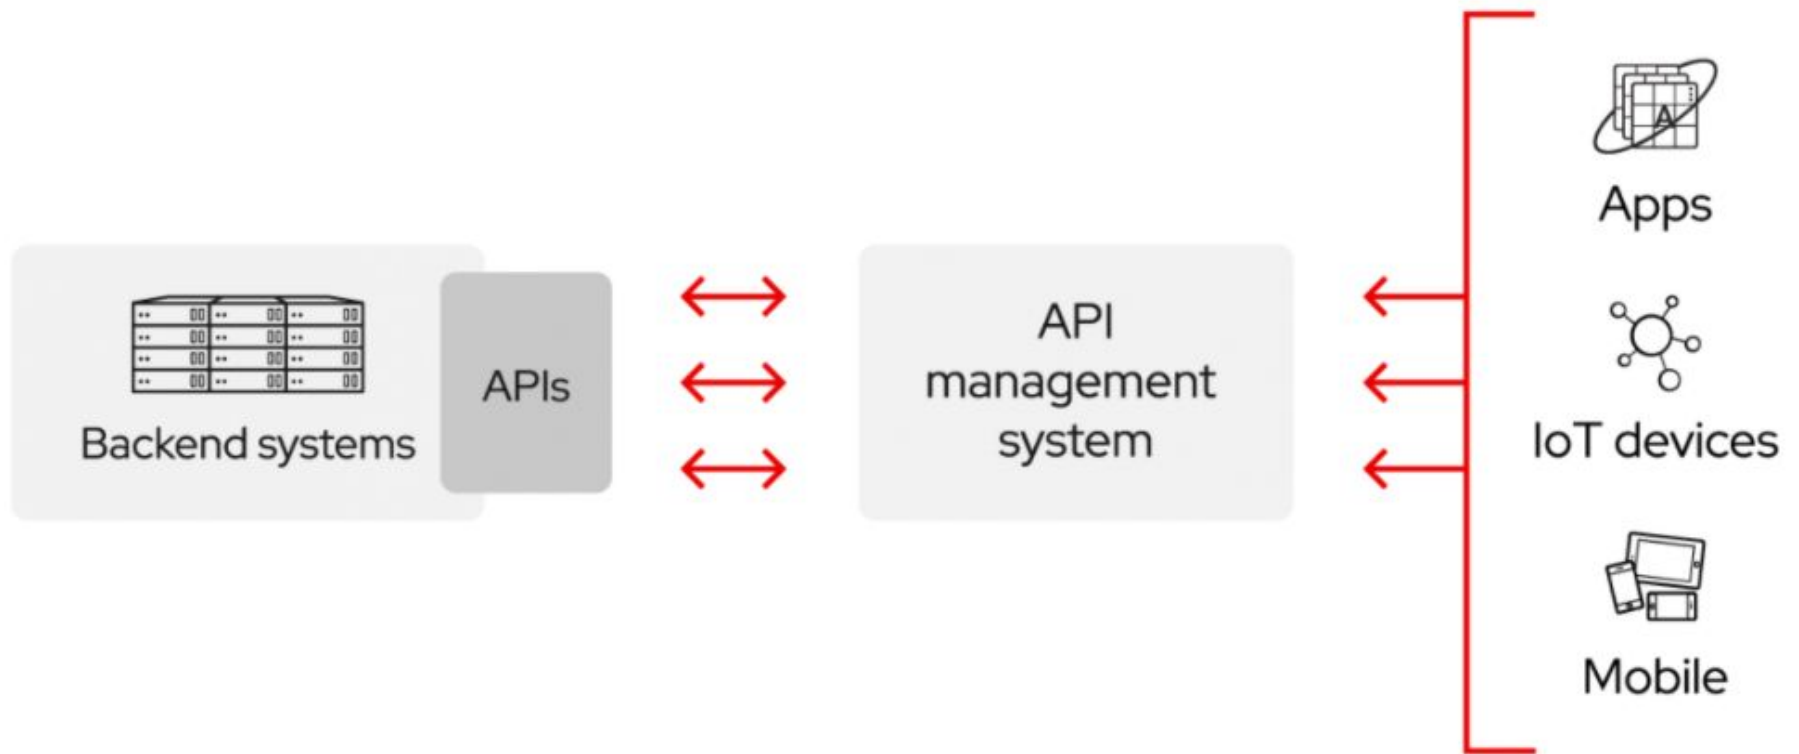 Backend systems
APIs
API
management
system
A
Apps
IoT devices
Mobile